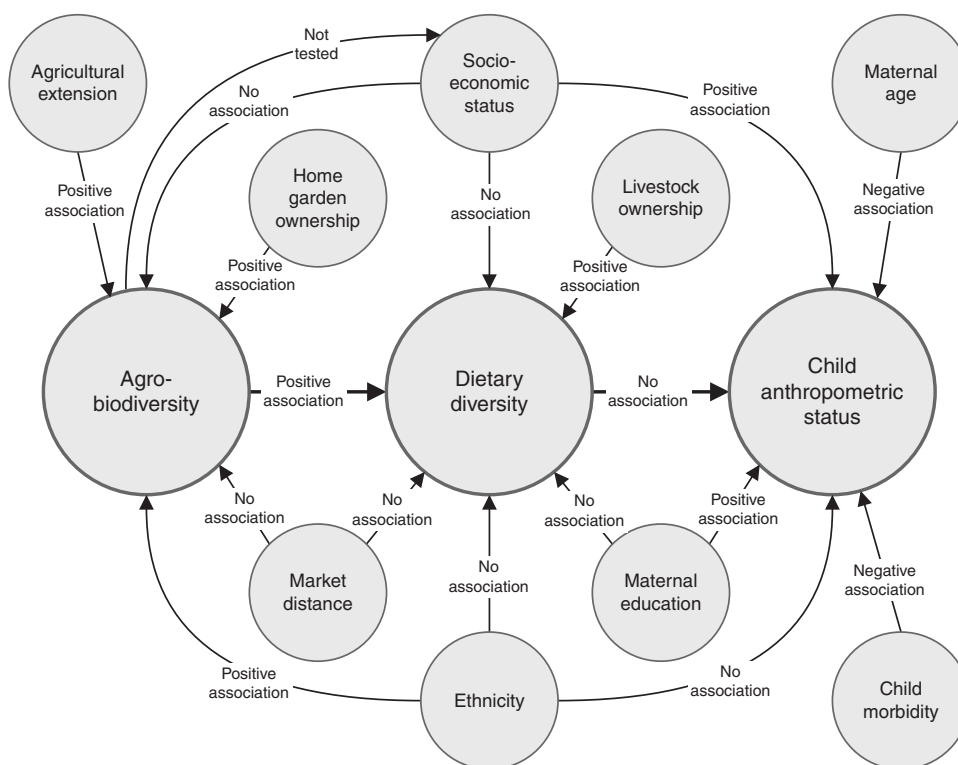 Agricultural
extension
Not
tested
Socio-
economic
status
Maternal
age
No
association
Positive
association
Positive
association
Home
garden
ownership
No
association
Livestock
ownership
Negative
association
Positive
association
Positive
association
Agro-
biodiversity
Positive
association
Dietary
diversity
No
association
Child
anthropometric
status
No
association
No
association
No
association
Positive
association
Market
distance
No
association
Maternal
education
Negative
association
Positive
association
Ethnicity
No
association
Child
morbidity